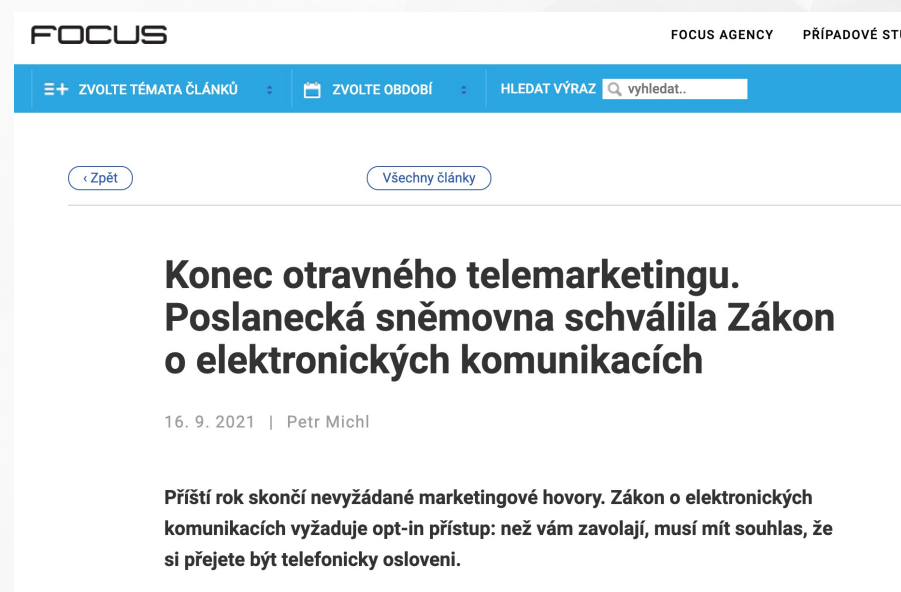 FOCUS
FOCUS AGENCY PŘÍPADOVÉ
ZVOLTE TÉMATA ČLÁNKŮ ZVOLTE OBDOBÍ HLEDAT VÝRAZ vyhledat..
‹ Zpět Všechny články
Konec otravného telemarketingu.
Poslanecká sněmovna schválila Zákon
o elektronických komunikacích
16. 9. 2021 | Petr Michl
Příští rok skončí nevyžádané marketingové hovory. Zákon o elektronických
komunikacích vyžaduje opt-in přístup: než vám zavolají, musí mít souhlas, že
si přejete být telefonicky osloveni.